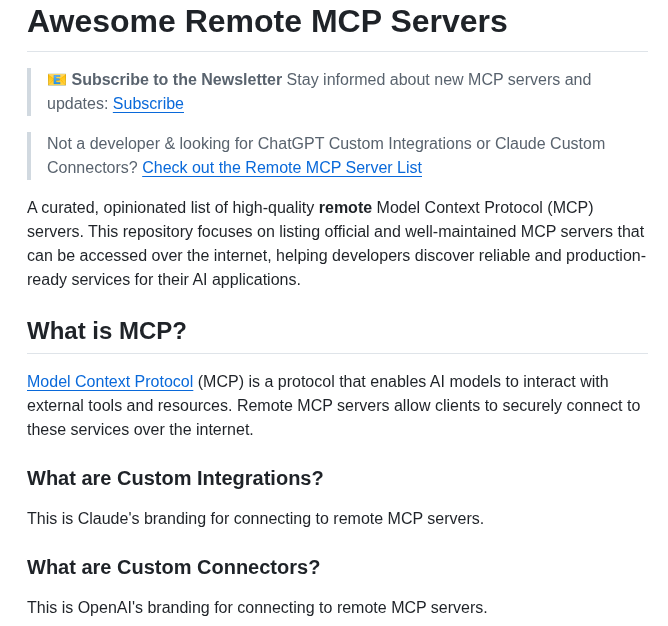 Awesome Remote MCP Servers
📧 Subscribe to the Newsletter Stay informed about new MCP servers and
updates: Subscribe
Not a developer & looking for ChatGPT Custom Integrations or Claude Custom
Connectors? Check out the Remote MCP Server List
A curated, opinionated list of high-quality remote Model Context Protocol (MCP)
servers. This repository focuses on listing official and well-maintained MCP servers that
can be accessed over the internet, helping developers discover reliable and production-
ready services for their AI applications.
What is MCP?
Model Context Protocol (MCP) is a protocol that enables AI models to interact with
external tools and resources. Remote MCP servers allow clients to securely connect to
these services over the internet.
What are Custom Integrations?
This is Claude's branding for connecting to remote MCP servers.
What are Custom Connectors?
This is OpenAI's branding for connecting to remote MCP servers.